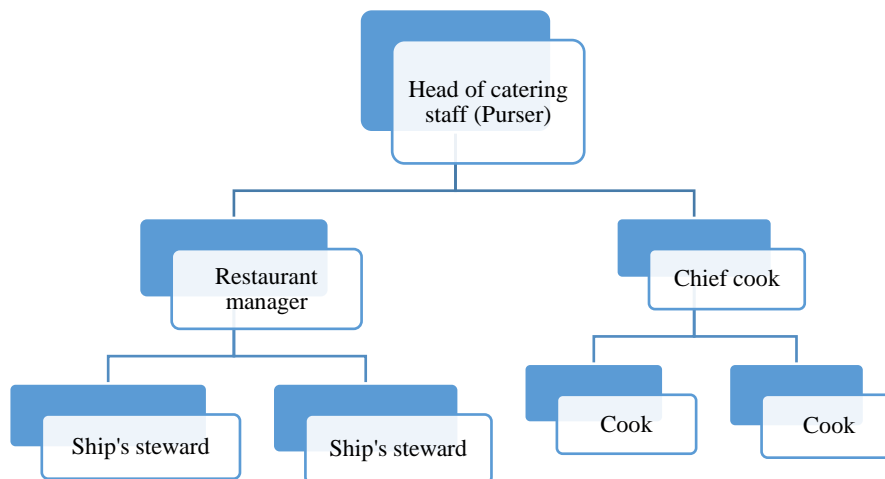 Head of catering
staff (Purser)
Restaurant
manager
Chief cook
Ship's steward
Ship's steward
Cook
Cook